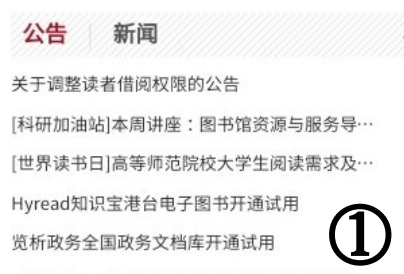 公告 新闻
关于调整读者借阅权限的公告
[科研加油站]本周讲座：图书馆资源与服务导…
[世界读书日]高等师范院校大学生阅读需求及…
Hyread知识宝港台电子图书开通试用
览析政务全国政务文档库开通试用
①